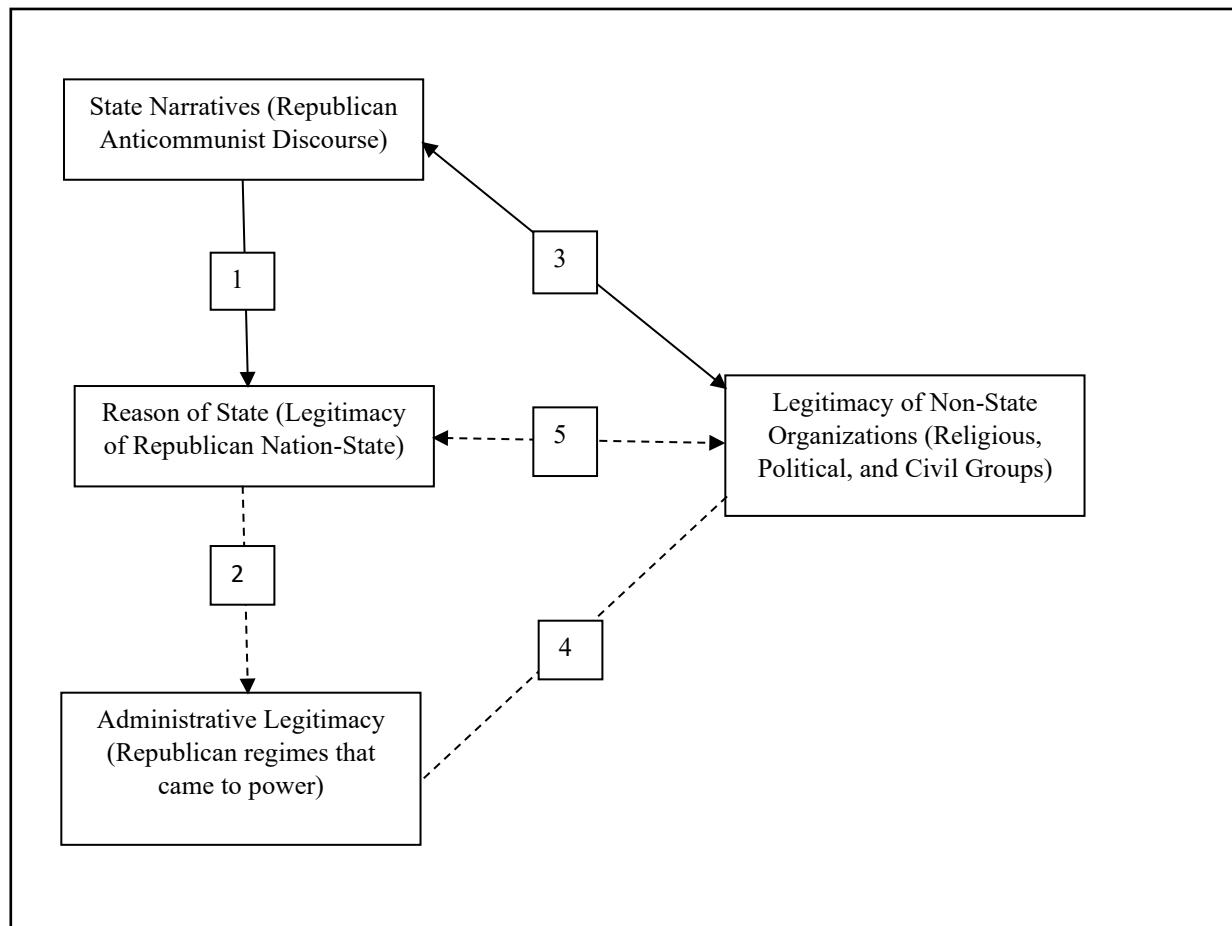 State Narratives (Republican
Anticommunist Discourse)
3
1
Reason of State (Legitimacy
of Republican Nation-State)
5
Legitimacy of Non-State
Organizations (Religious,
Political, and Civil Groups)
2
4
Administrative Legitimacy
(Republican regimes that
came to power)